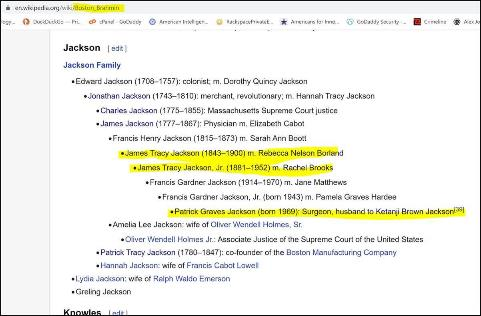 en.wikipedia.org/wiki/Boston_Brahmin
ogy...
DuckDuckGo — Pri...
cPanel - GoDaddy
American Intelligen...
RackspacePrivateE...
Americans for Inno...
GoDaddy Security -...
Crimeline
Alex Jo
Jackson [ edit ]
Jackson Family
• Edward Jackson (1708–1757): colonist; m. Dorothy Quincy Jackson
• Jonathan Jackson (1743–1810): merchant, revolutionary; m. Hannah Tracy Jackson
• Charles Jackson (1775–1855): Massachusetts Supreme Court justice
• James Jackson (1777–1867): Physician m. Elizabeth Cabot
• Francis Henry Jackson (1815–1873) m. Sarah Ann Boott
• James Tracy Jackson (1843–1900) m. Rebecca Nelson Borland
• James Tracy Jackson, Jr. (1881–1952) m. Rachel Brooks
• Francis Gardner Jackson (1914–1970) m. Jane Matthews
• Francis Gardner Jackson, Jr. (born 1943) m. Pamela Graves Hardee
• Patrick Graves Jackson (born 1969): Surgeon, husband to Ketanji Brown Jackson[39]
• Amelia Lee Jackson: wife of Oliver Wendell Holmes, Sr.
• Oliver Wendell Holmes Jr.: Associate Justice of the Supreme Court of the United States
• Patrick Tracy Jackson (1780–1847): co-founder of the Boston Manufacturing Company
• Hannah Jackson: wife of Francis Cabot Lowell
• Lydia Jackson: wife of Ralph Waldo Emerson
• Greling Jackson
Knowles [ edit ]